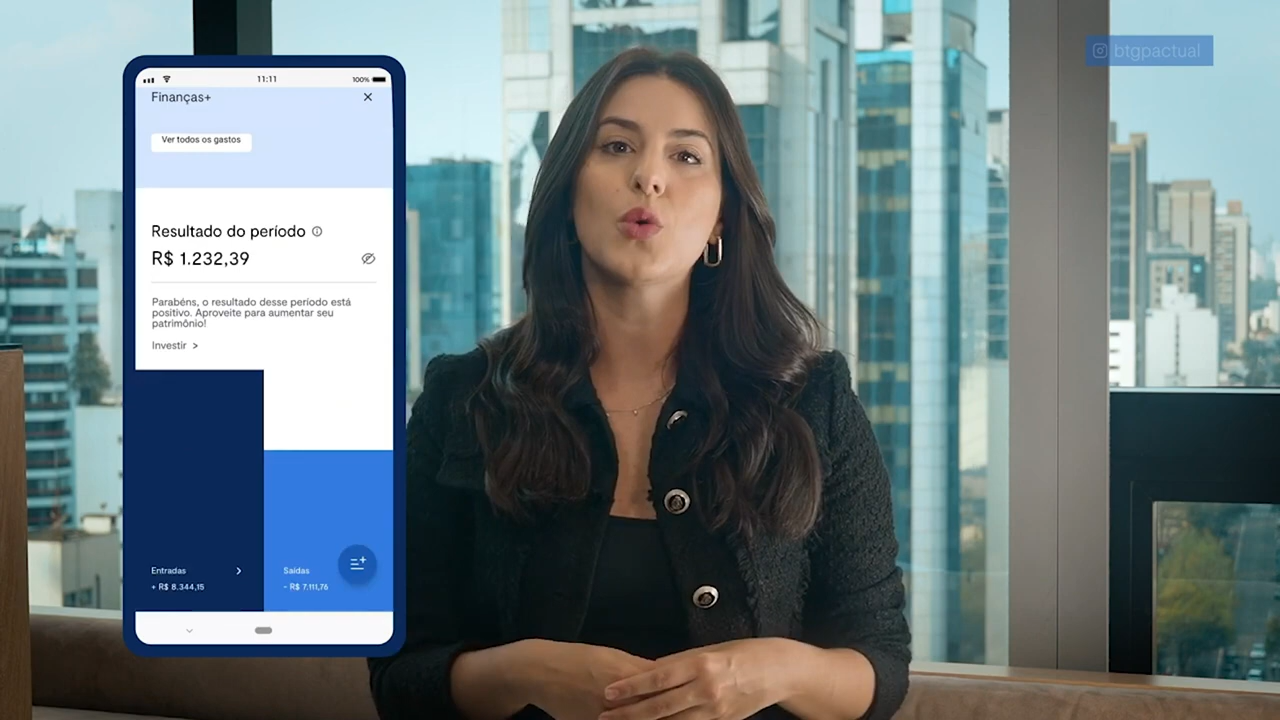 btgpactual
11:11
100%
Finanças+
Ver todos os gastos
Resultado do período
R$ 1.232,39
Parabéns, o resultado desse período está
positivo. Aproveite para aumentar seu
patrimônio!
Investir >
Entradas
+ R$ 8.344,15
Saídas
- R$ 7.111,76